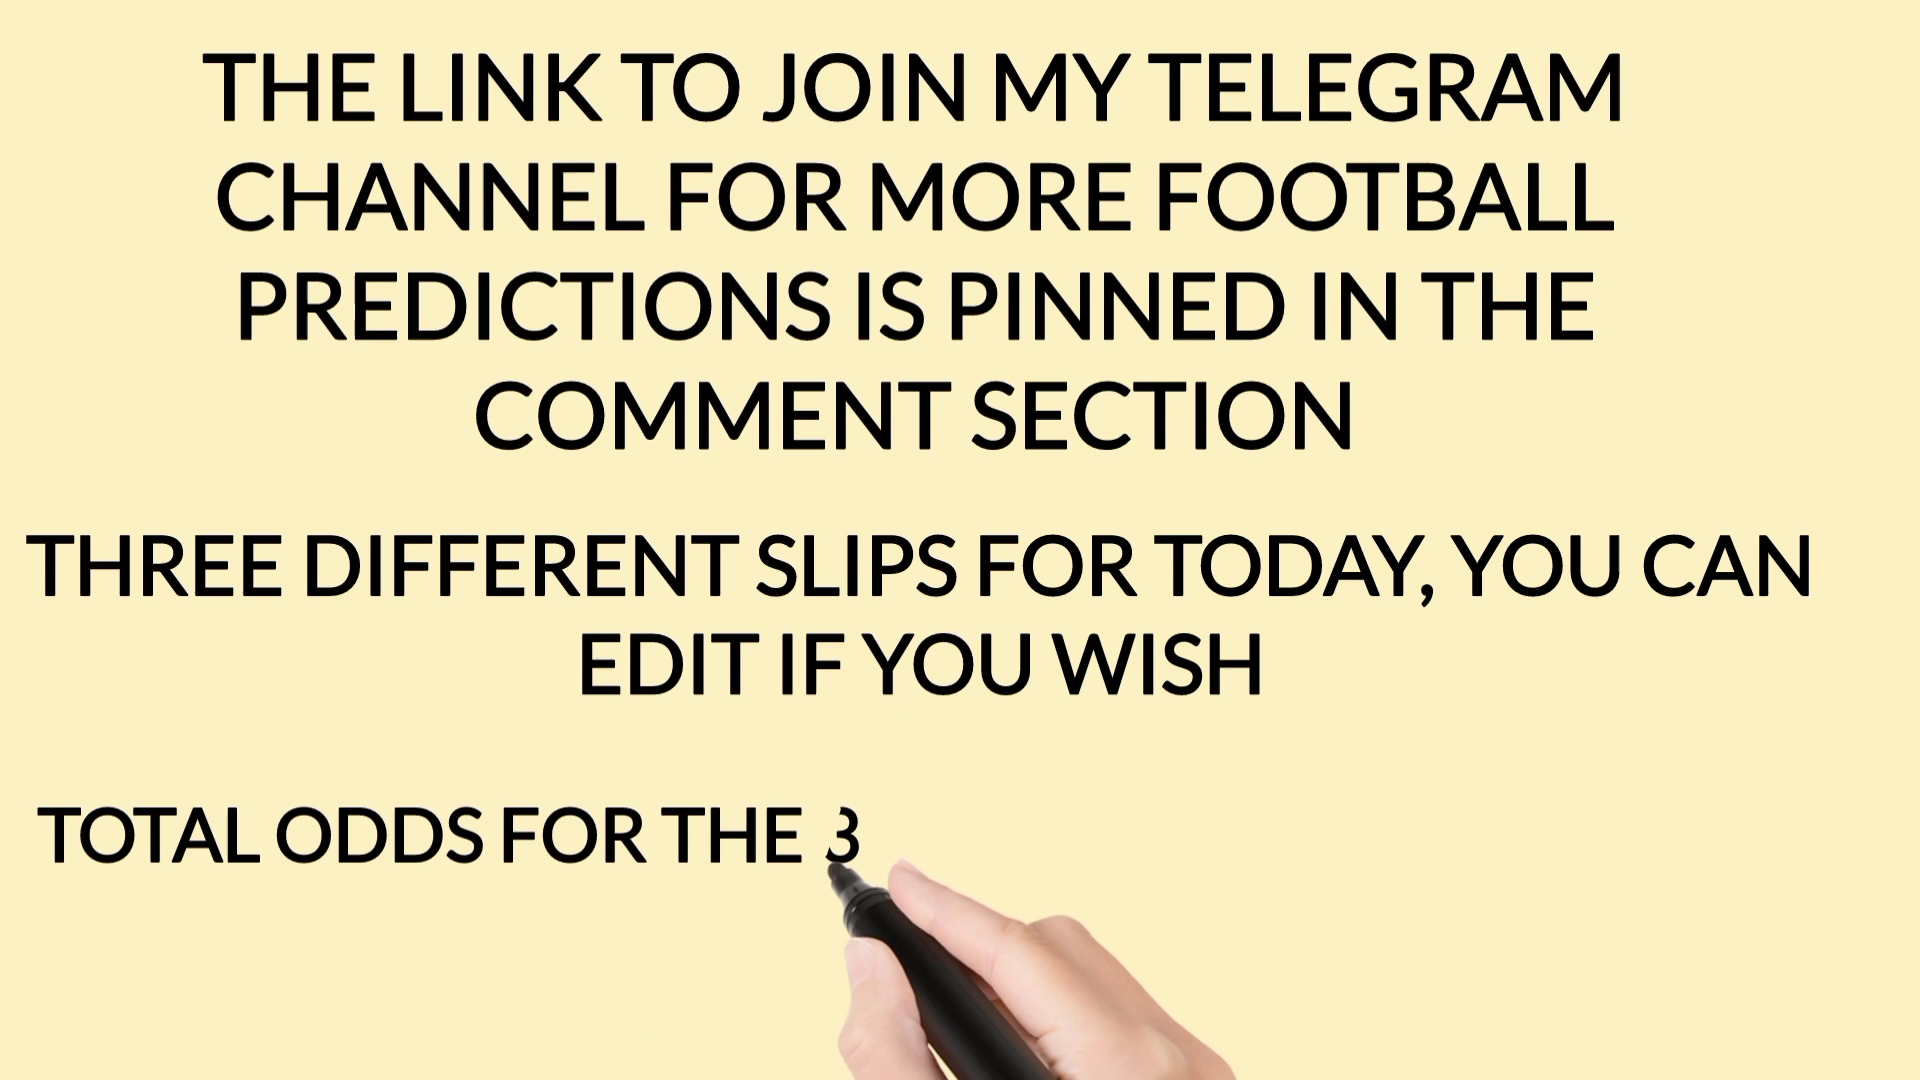 THE LINK TO JOIN MY TELEGRAM
CHANNEL FOR MORE FOOTBALL
PREDICTIONS IS PINNED IN THE
COMMENT SECTION
THREE DIFFERENT SLIPS FOR TODAY, YOU CAN
EDIT IF YOU WISH
TOTAL ODDS FOR THE 3